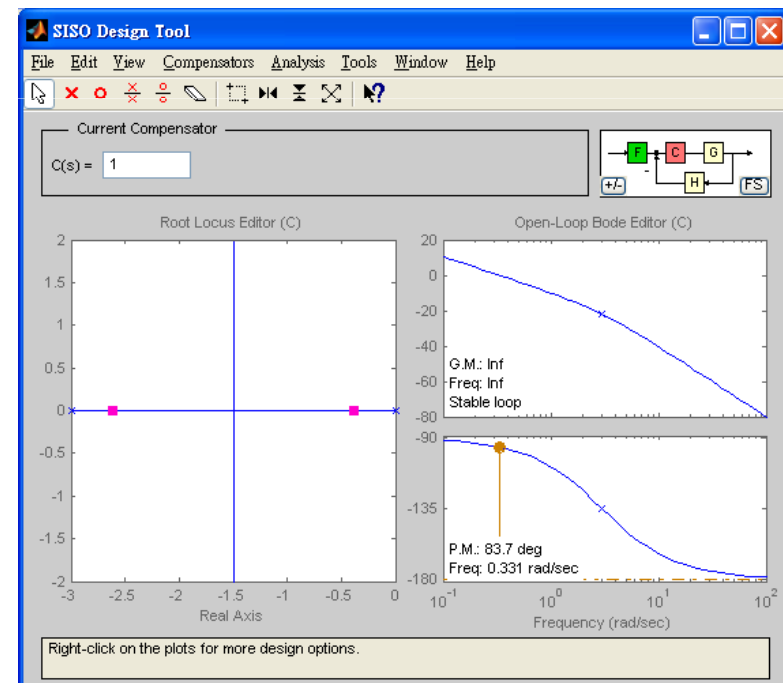 SISO Design Tool
File Edit View Compensators Analysis Tools Window Help
Current Compensator
C(s) = 1
F C G
H
+/- FS
Root Locus Editor (C)
2
1.5
1
0.5
0
-0.5
-1
-1.5
-2
-3 -2.5 -2 -1.5 -1 -0.5 0
Real Axis
Open-Loop Bode Editor (C)
20
0
-20
-40
-60
-80
G.M.: Inf
Freq: Inf
Stable loop
-90
-135
-180
P.M.: 83.7 deg
Freq: 0.331 rad/sec
10^-1 10^0 10^1 10^2
Frequency (rad/sec)
Right-click on the plots for more design options.